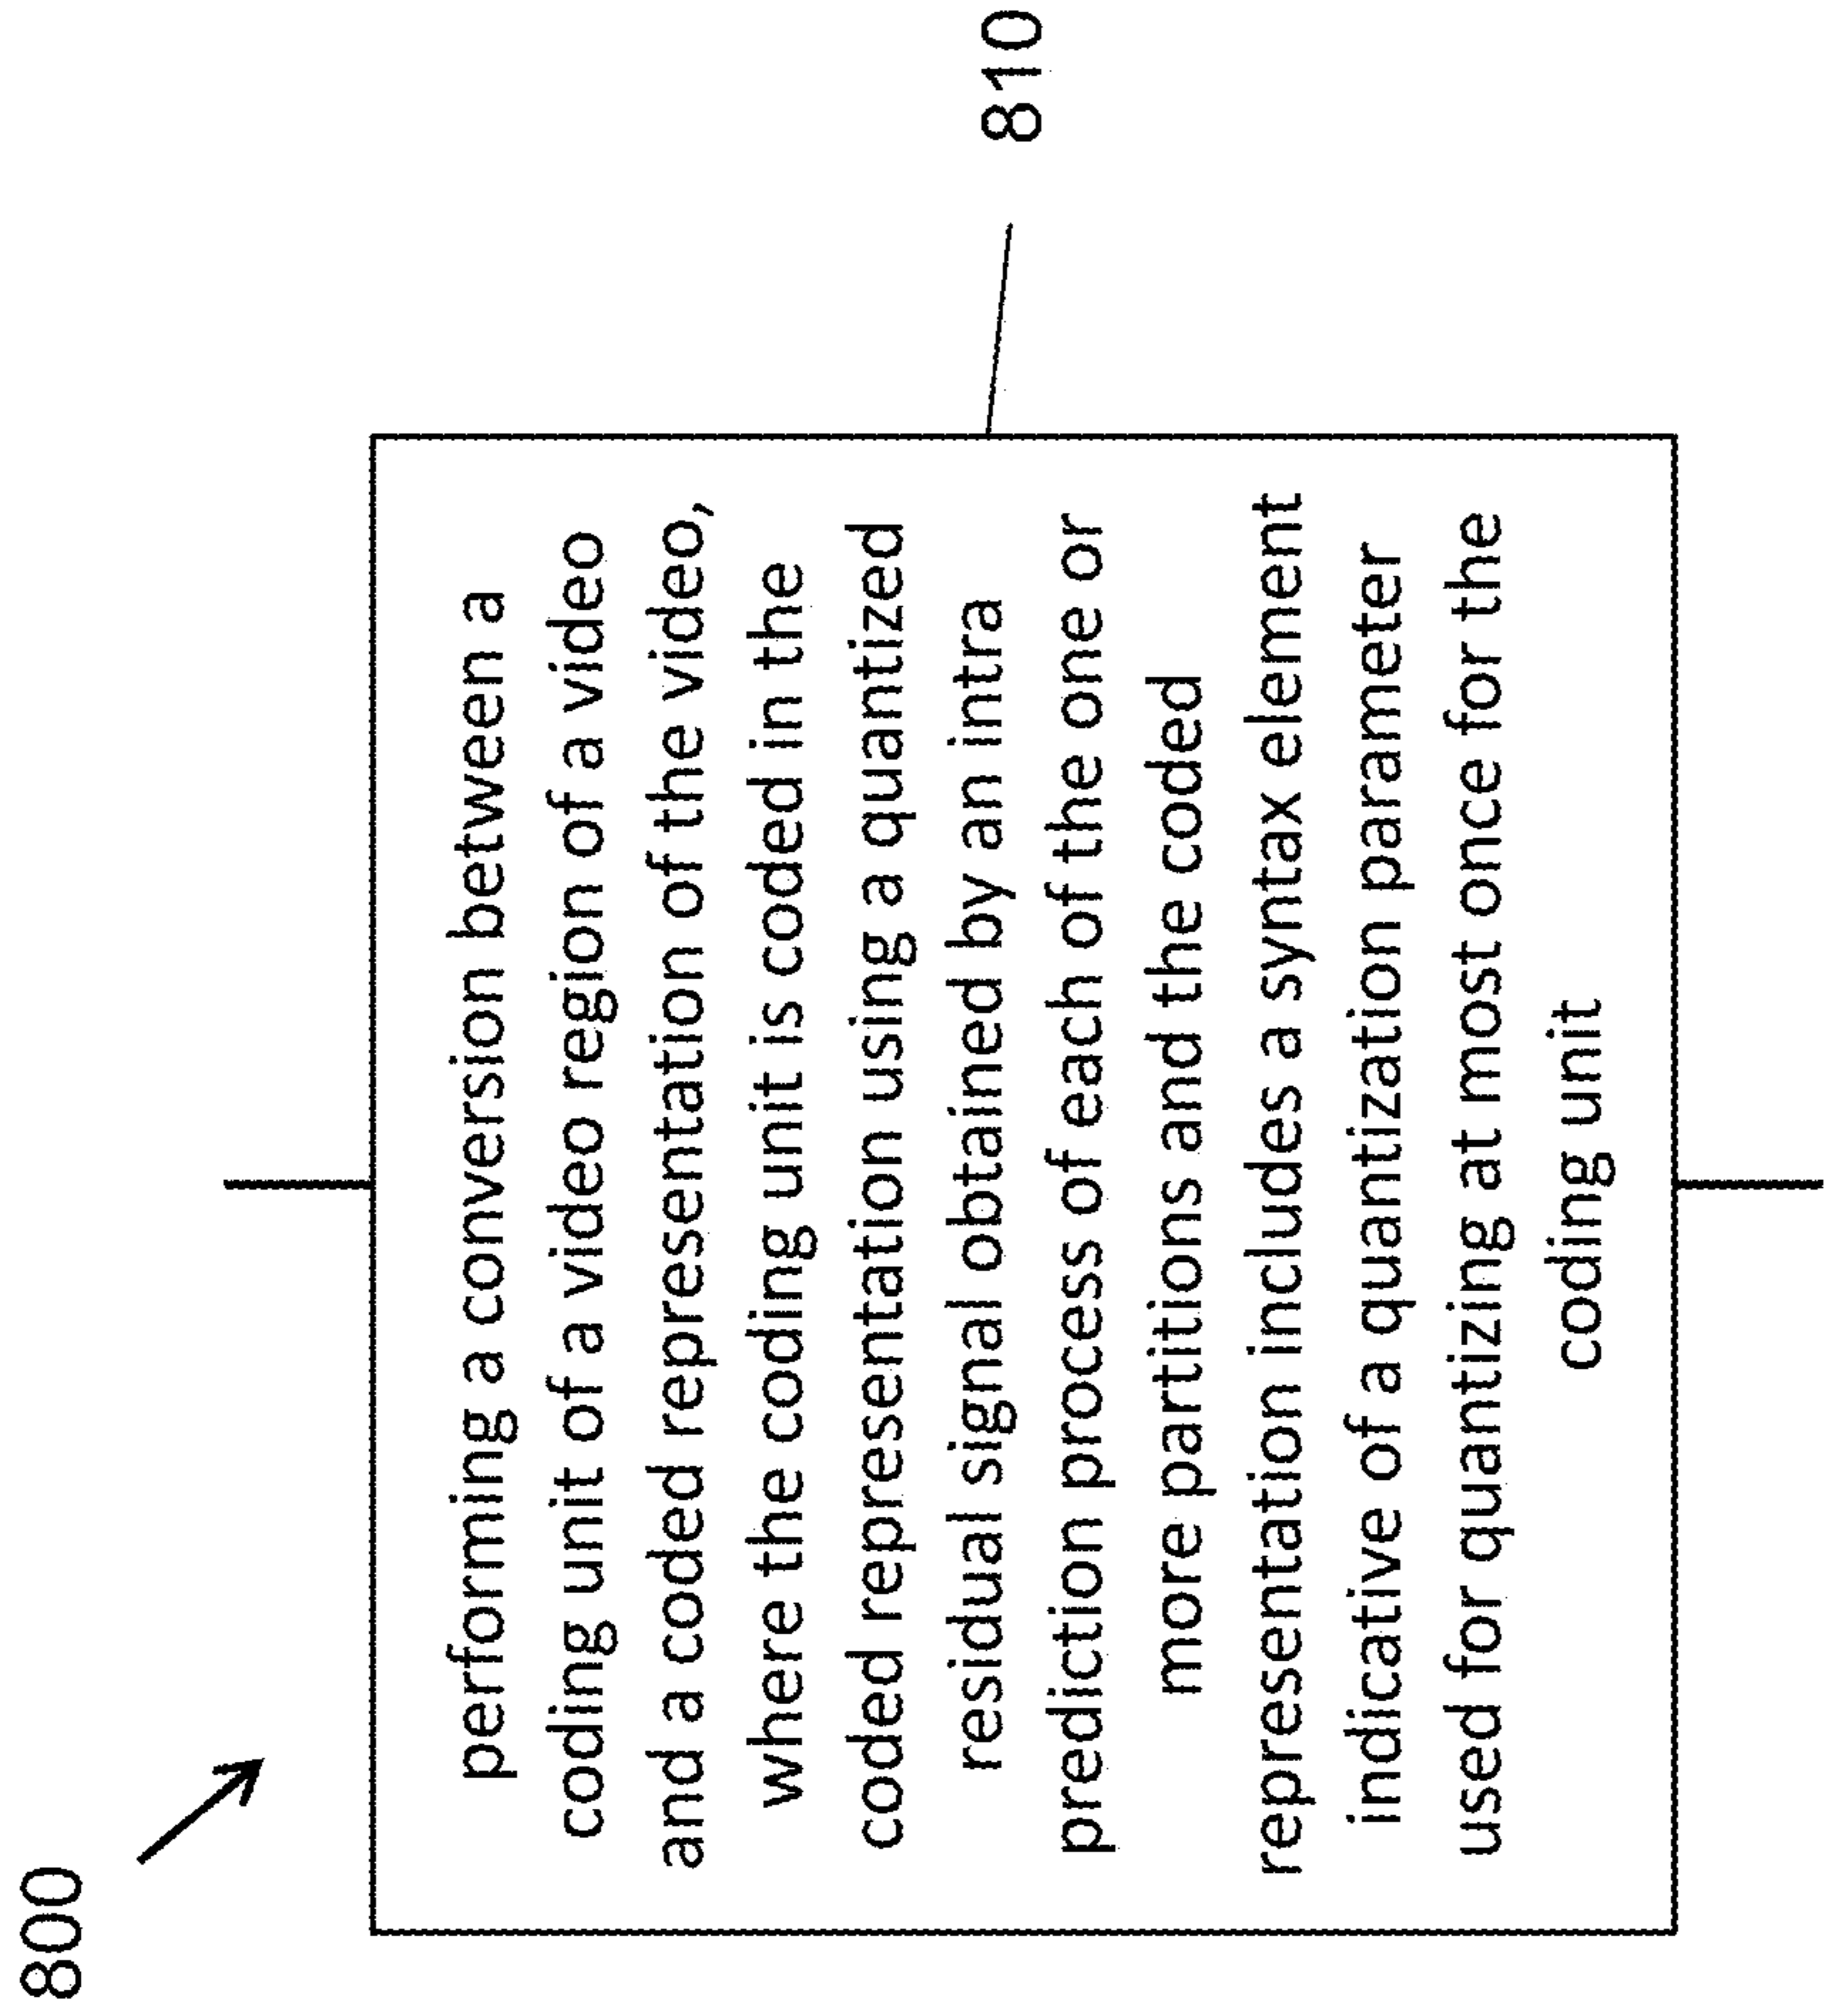 800
performing a conversion between a
coding unit of a video region of a video
and a coded representation of the video,
where the coding unit is coded in the
coded representation using a quantized
residual signal obtained by an intra
prediction process of each of the one or
more partitions and the coded
representation includes a syntax element
indicative of a quantization parameter
used for quantizing at most once for the
coding unit
810